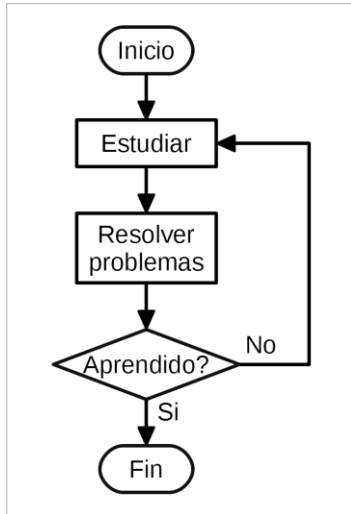 Inicio
Estudiar
Resolver
problemas
Aprendido?
No
Si
Fin